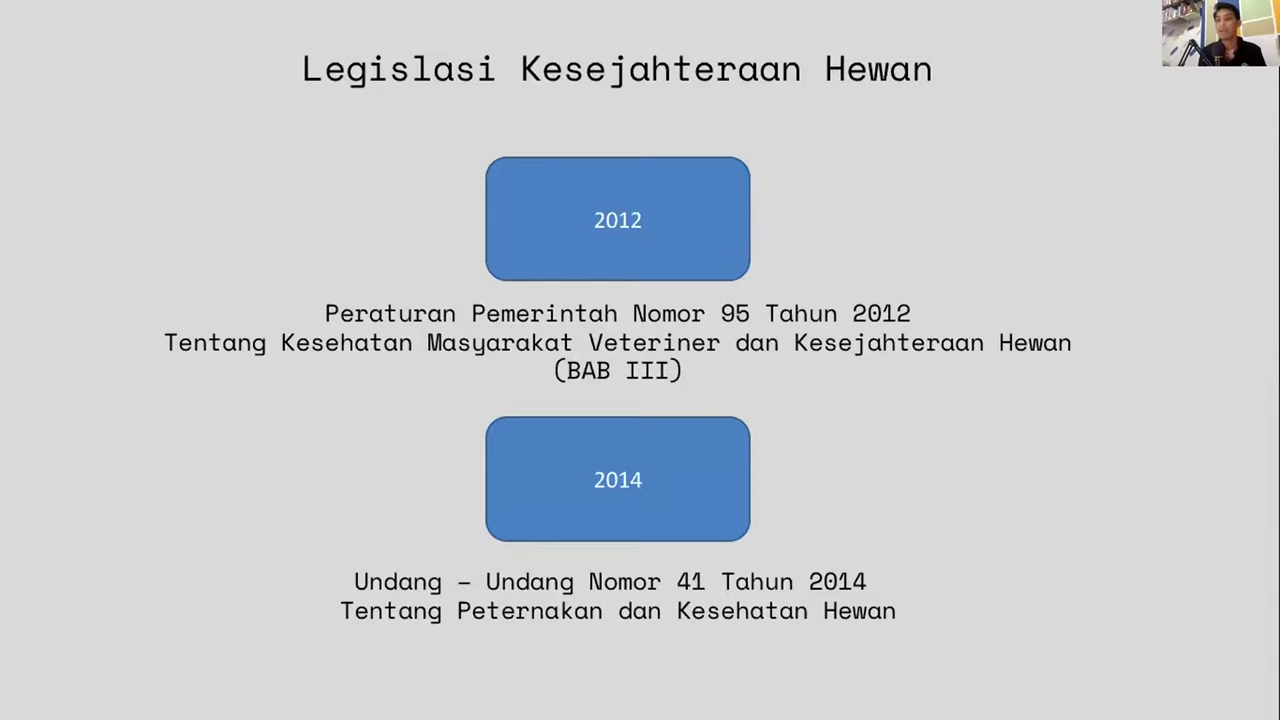 Legislasi Kesejahteraan Hewan
2012
Peraturan Pemerintah Nomor 95 Tahun 2012
Tentang Kesehatan Masyarakat Veteriner dan Kesejahteraan Hewan
(BAB III)
2014
Undang – Undang Nomor 41 Tahun 2014
Tentang Peternakan dan Kesehatan Hewan